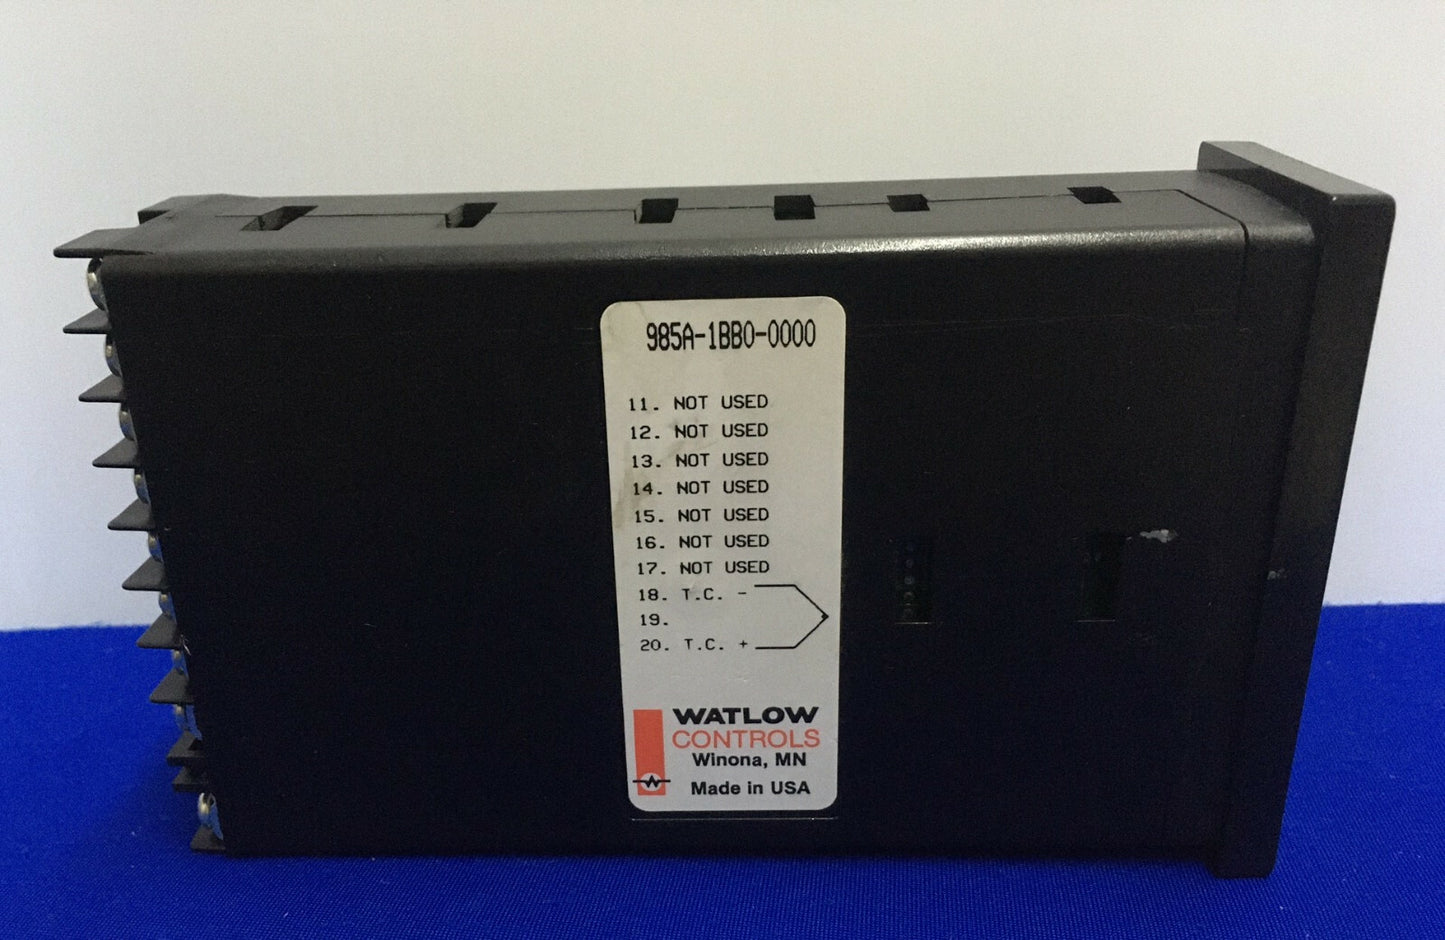 985A-1BB0-0000
11. NOT USED
12. NOT USED
13. NOT USED
14. NOT USED
15. NOT USED
16. NOT USED
17. NOT USED
18. T.C. -
19.
20. T.C. +
WATLOW
CONTROLS
Winona, MN
Made in USA